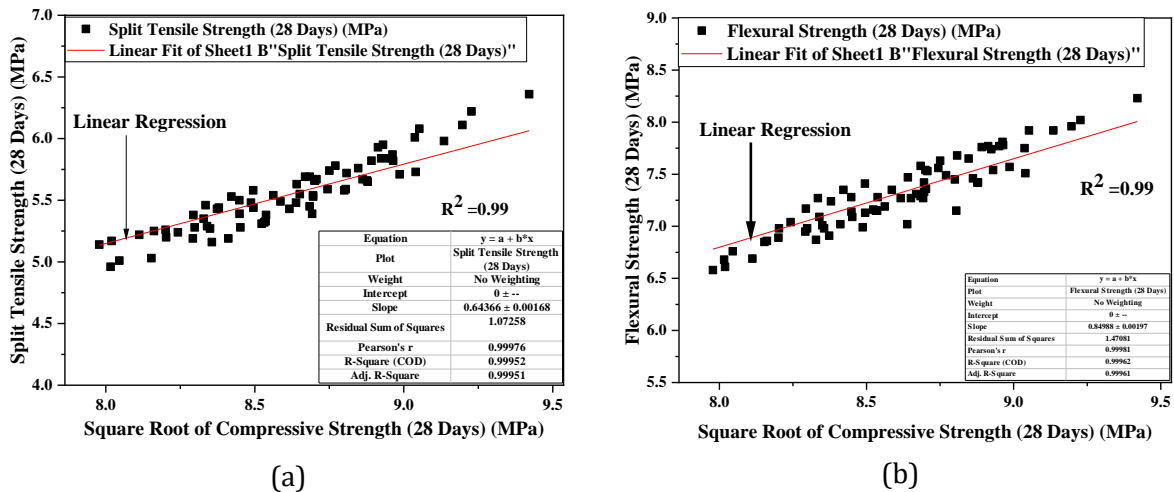 Split Tensile Strength (28 Days) (MPa)
Linear Fit of Sheet1 B"Split Tensile Strength (28 Days)"
Split Tensile Strength (28 Days) (MPa)
7.0
6.5
6.0
5.5
5.0
4.5
4.0
Linear Regression
R2 =0.99
Equation y = a + b*x
Plot Split Tensile Strength (28 Days)
Weight No Weighting
Intercept 0 ± --
Slope 0.64366 ± 0.00168
Residual Sum of Squares 1.07258
Pearson's r 0.99976
R-Square (COD) 0.99952
Adj. R-Square 0.99951
8.0 8.5 9.0 9.5
Square Root of Compressive Strength (28 Days) (MPa)
(a)
Flexural Strength (28 Days) (MPa)
Linear Fit of Sheet1 B"Flexural Strength (28 Days)"
Flexural Strength (28 Days) (MPa)
9.0
8.5
8.0
7.5
7.0
6.5
6.0
5.5
Linear Regression
R2 =0.99
Equation y = a + b*x
Plot Flexural Strength (28 Days)
Weight No Weighting
Intercept 0 ± --
Slope 0.84988 ± 0.00197
Residual Sum of Squares 1.47081
Pearson's r 0.99981
R-Square (COD) 0.99962
Adj. R-Square 0.99961
8.0 8.5 9.0 9.5
Square Root of Compressive Strength (28 Days) (MPa)
(b)